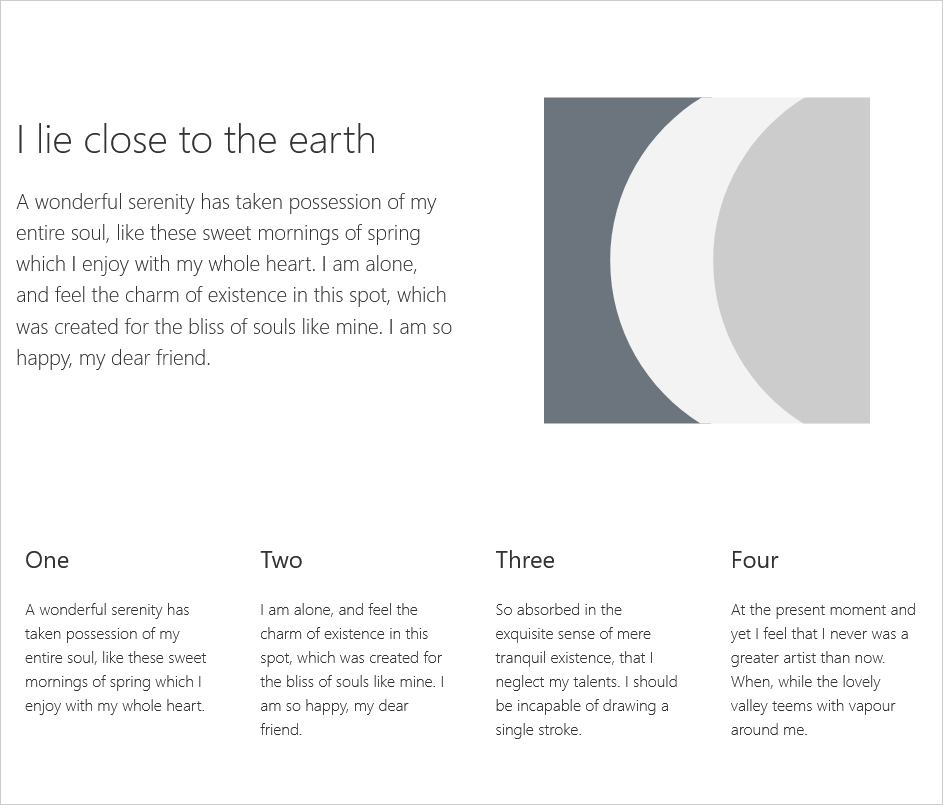 I lie close to the earth
A wonderful serenity has taken possession of my
entire soul, like these sweet mornings of spring
which I enjoy with my whole heart. I am alone,
and feel the charm of existence in this spot, which
was created for the bliss of souls like mine. I am so
happy, my dear friend.
One
A wonderful serenity has
taken possession of my
entire soul, like these sweet
mornings of spring which I
enjoy with my whole heart.
Two
I am alone, and feel the
charm of existence in this
spot, which was created for
the bliss of souls like mine. I
am so happy, my dear
friend.
Three
So absorbed in the
exquisite sense of mere
tranquil existence, that I
neglect my talents. I should
be incapable of drawing a
single stroke.
Four
At the present moment and
yet I feel that I never was a
greater artist than now.
When, while the lovely
valley teems with vapour
around me.